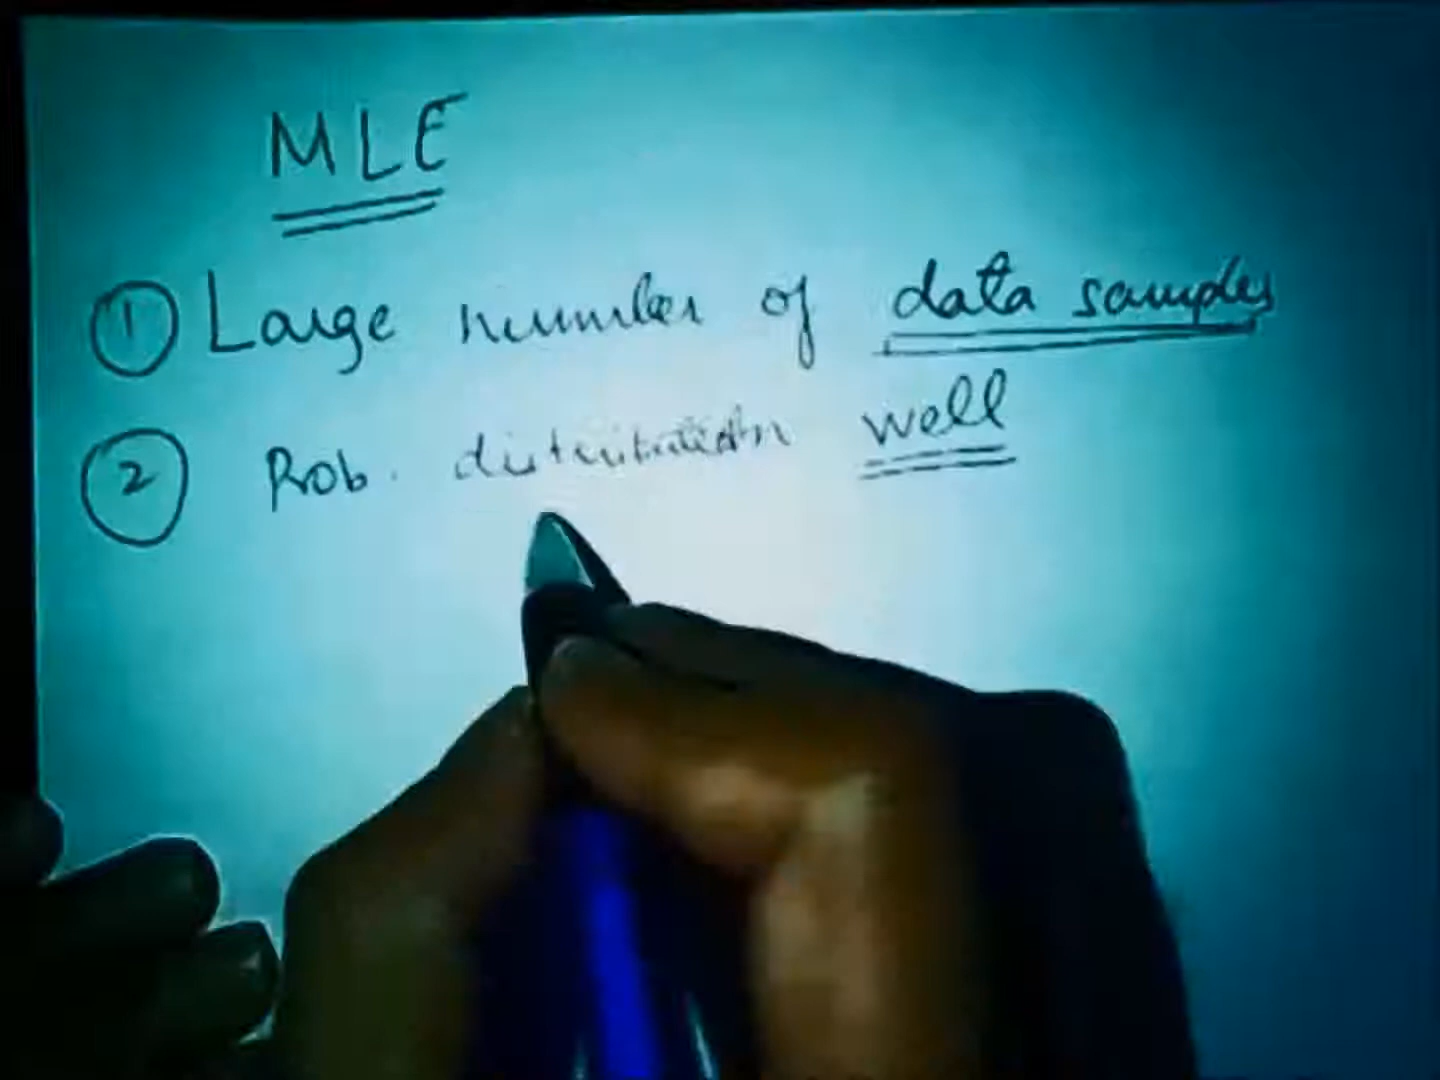 MLE
① Large number of data samples
② Prob. distribution well